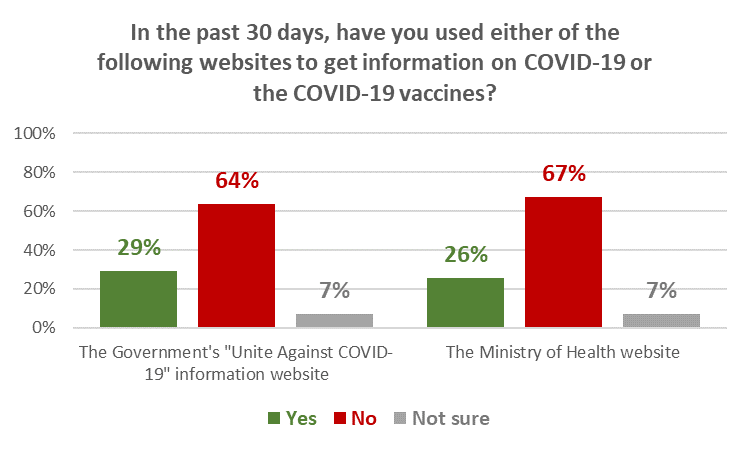 In the past 30 days, have you used either of the
following websites to get information on COVID-19 or
the COVID-19 vaccines?
100%
80%
60%
40%
20%
0%
29%
64%
7%
26%
67%
7%
The Government's "Unite Against COVID-
19" information website
The Ministry of Health website
Yes
No
Not sure